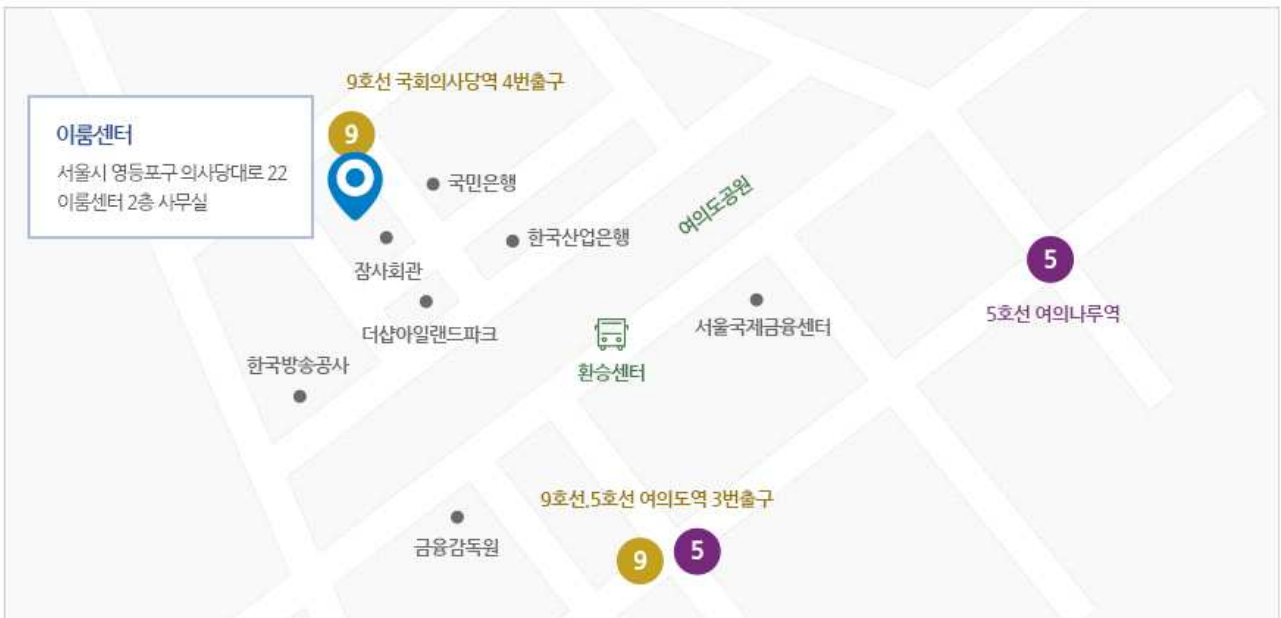 9호선 국회의사당역 4번출구
9
이룸센터
서울시 영등포구 의사당대로 22
이룸센터 2층 사무실
국민은행
한국산업은행
잠사회관
더샵아일랜드파크
한국방송공사
여의도공원
환승센터
서울국제금융센터
5
5호선 여의나루역
9호선,5호선 여의도역 3번출구
9
5
금융감독원